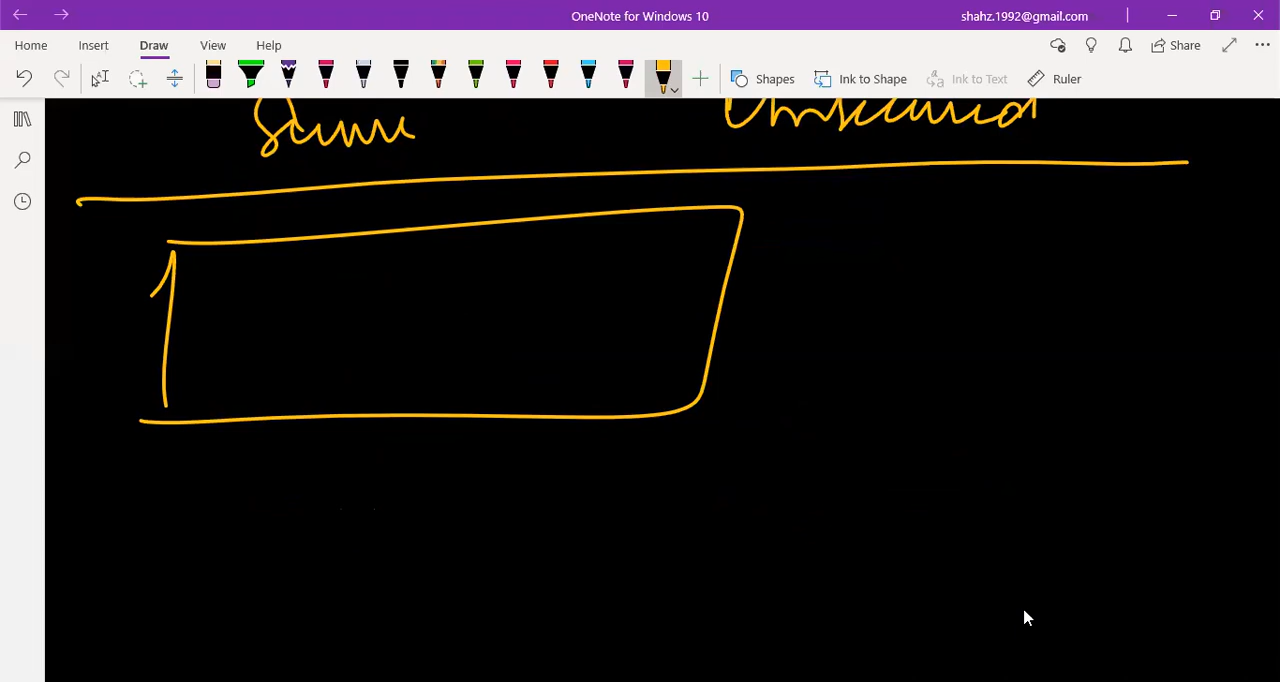 OneNote for Windows 10
shahz.1992@gmail.com
Home Insert Draw View Help
Share
Shapes Ink to Shape Ink to Text Ruler